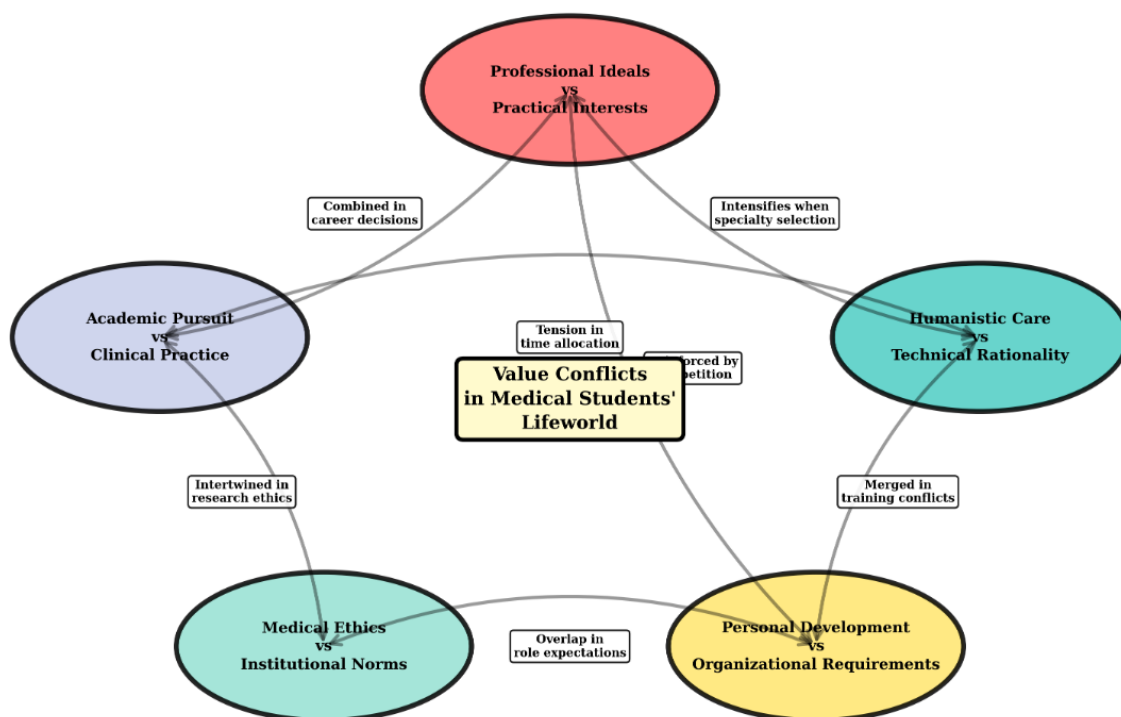 Professional Ideals
vs
Practical Interests
Combined in
career decisions
Intensifies when
specialty selection
Academic Pursuit
vs
Clinical Practice
Tension in
time allocation
Humanistic Care
vs
Technical Rationality
Value Conflicts
in Medical Students'
Lifeworld
Intertwined in
research ethics
Merged in
training conflicts
Medical Ethics
vs
Institutional Norms
Overlap in
role expectations
Personal Development
vs
Organizational Requirements